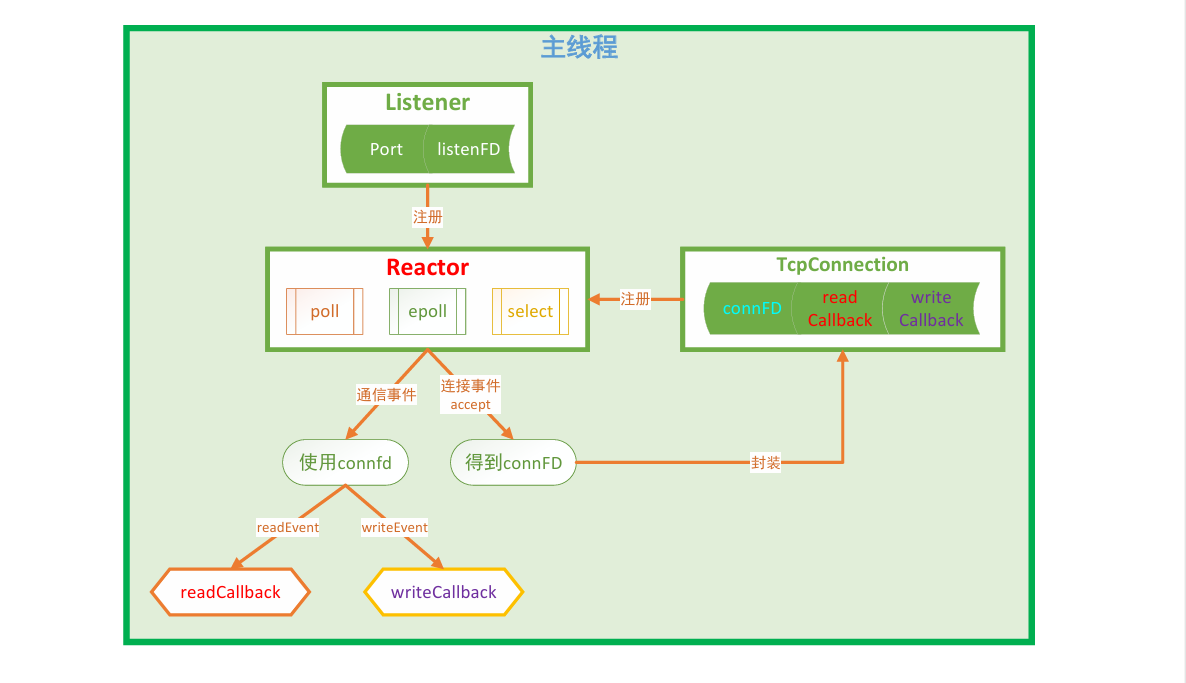 主线程
Listener
Port
listenFD
注册
Reactor
poll
epoll
select
注册
TcpConnection
connFD
read
Callback
write
Callback
通信事件
连接事件
accept
使用connfd
得到connFD
封装
readEvent
writeEvent
readCallback
writeCallback